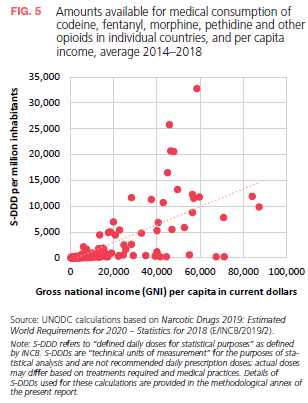 FIG. 5 Amounts available for medical consumption of
codeine, fentanyl, morphine, pethidine and other
opioids in individual countries, and per capita
income, average 2014–2018
S-DDD per million inhabitants
35,000
30,000
25,000
20,000
15,000
10,000
5,000
0
0 20,000 40,000 60,000 80,000 100,000
Gross national income (GNI) per capita in current dollars
Source: UNODC calculations based on Narcotic Drugs 2019: Estimated
World Requirements for 2020 – Statistics for 2018 (E/INCB/2019/2).
Note: S-DDD refers to “defined daily doses for statistical purposes” as defined
by INCB. S-DDDs are “technical units of measurement” for the purposes of sta-
tistical analysis and are not recommended daily prescription doses; actual doses
may differ based on treatments required and medical practices. Details of
S-DDDs used for these calculations are provided in the methodological annex of
the present report.